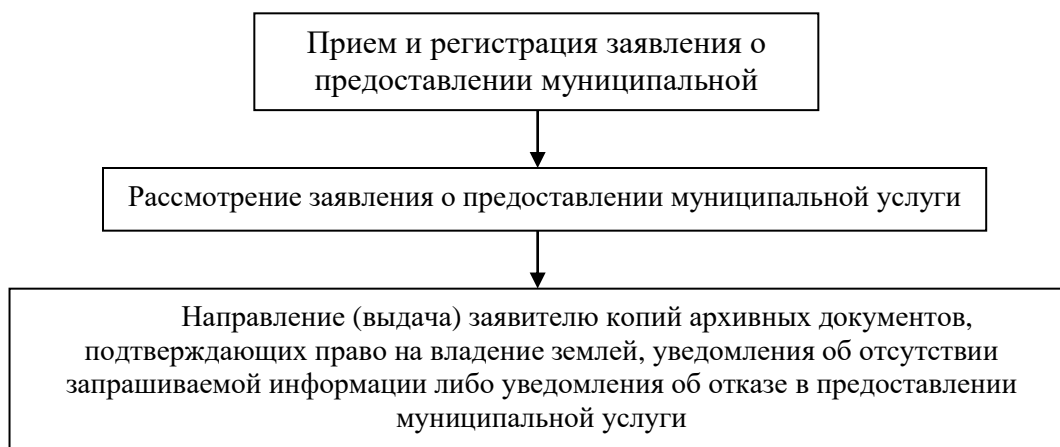 Прием и регистрация заявления о
предоставлении муниципальной
Рассмотрение заявления о предоставлении муниципальной услуги
Направление (выдача) заявителю копий архивных документов,
подтверждающих право на владение землей, уведомления об отсутствии
запрашиваемой информации либо уведомления об отказе в предоставлении
муниципальной услуги